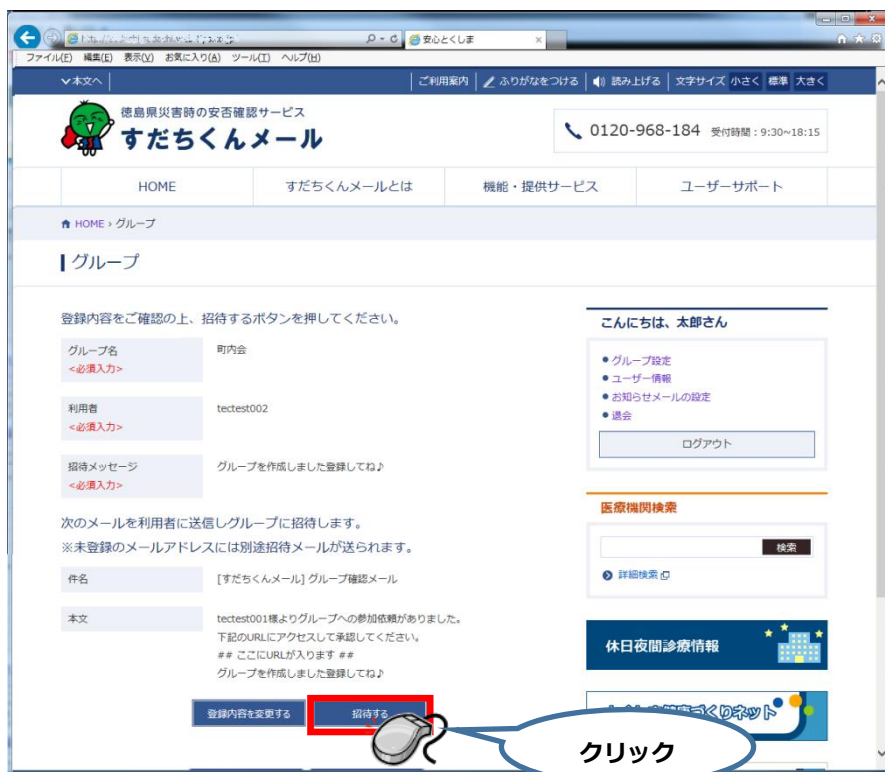 安心とくしま
ファイル(F) 編集(E) 表示(V) お気に入り(A) ツール(T) ヘルプ(H)
本文へ
ご利用案内 ふりがなをつける 読み上げる 文字サイズ 小さく 標準 大きく
徳島県災害時の安否確認サービス
すだちくんメール
0120-968-184 受付時間:9:30~18:15
HOME すだちくんメールとは 機能・提供サービス ユーザーサポート
HOME › グループ
グループ
登録内容をご確認の上、招待するボタンを押してください。
グループ名
<必須入力>
町内会
利用者
<必須入力>
tectest002
招待メッセージ
<必須入力>
グループを作成しました登録してね♪
次のメールを利用者に送信しグループに招待します。
※未登録のメールアドレスには別途招待メールが送られます。
件名
[すだちくんメール] グループ確認メール
本文
tectest001様よりグループへの参加依頼がありました。
下記のURLにアクセスして承認してください。
## ここにURLが入ります ##
グループを作成しました登録してね♪
登録内容を変更する 招待する
クリック
こんにちは、太郎さん
グループ設定
ユーザー情報
お知らせメールの設定
退会
ログアウト
医療機関検索
検索
詳細検索
休日夜間診療情報
づくりネット